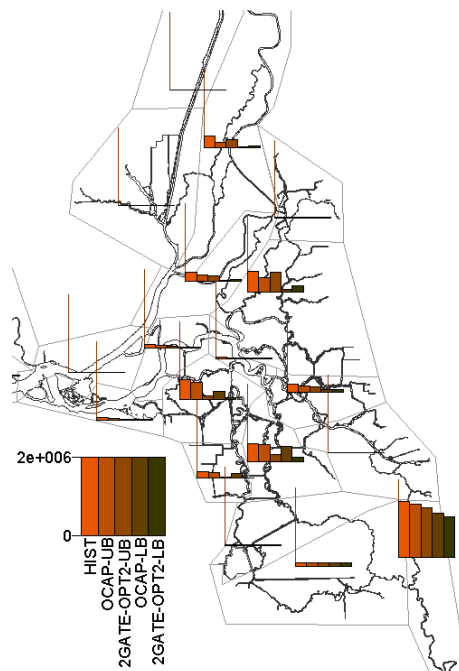 2e+006
0
HIST
OCAP-UB
2GATE-OPT2-UB
OCAP-LB
2GATE-OPT2-LB